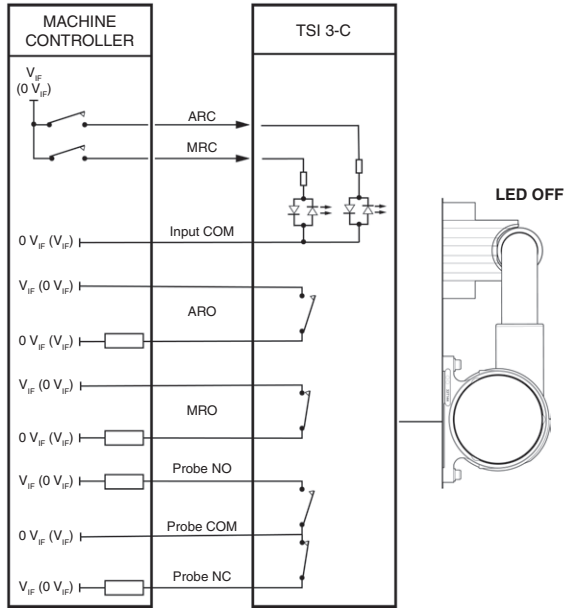 MACHINE
CONTROLLER
TSI 3-C
V_IF
(0 V_IF)
ARC
MRC
LED OFF
0 V_IF (V_IF)
Input COM
V_IF (0 V_IF)
ARO
0 V_IF (V_IF)
V_IF (0 V_IF)
MRO
0 V_IF (V_IF)
V_IF (0 V_IF)
Probe NO
0 V_IF (V_IF)
Probe COM
V_IF (0 V_IF)
Probe NC